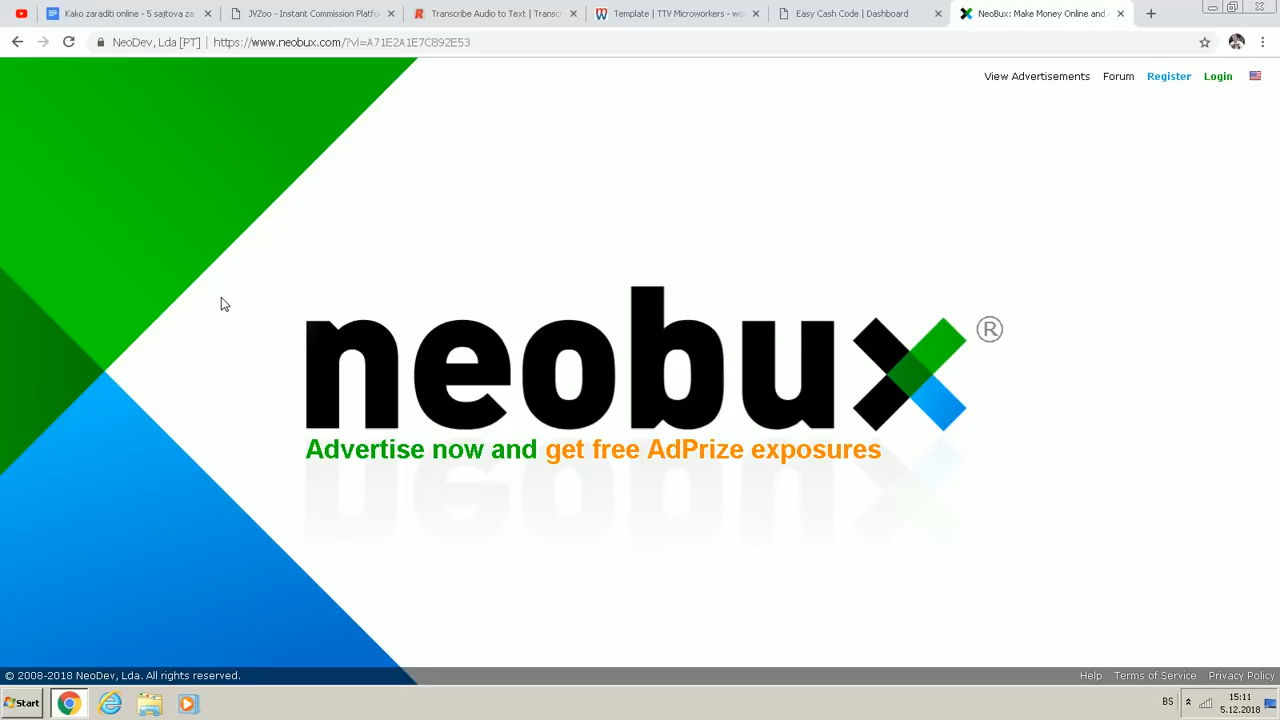 Kako zaraditi online - 5 sajtova za
JVZoo - Instant Commission Platfo
Transcribe Audio to Text | Transc
Template | TTV Microworkers - wo
Easy Cash Code | Dashboard
NeoBux: Make Money Online and
NeoDev, Lda [PT] | https://www.neobux.com/?vl=A71E2A1E7C892E53
View Advertisements Forum Register Login
neobux ®
Advertise now and get free AdPrize exposures
© 2008-2018 NeoDev, Lda. All rights reserved.
Help Terms of Service Privacy Policy
Start
BS
15:11
5.12.2018